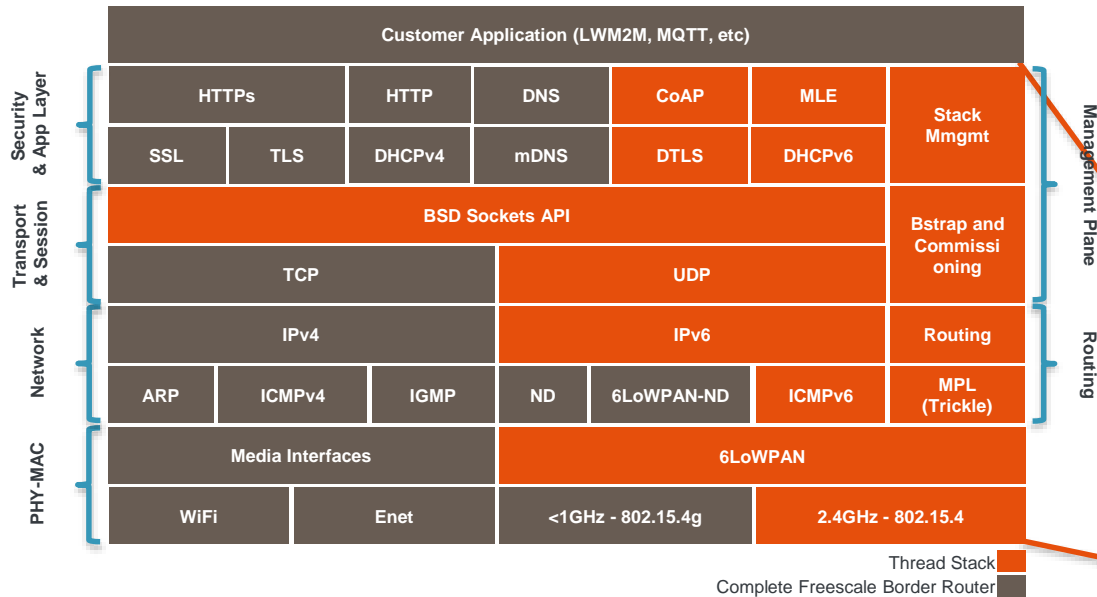 Customer Application (LWM2M, MQTT, etc)
Security
& App Layer
HTTPs
HTTP
DNS
CoAP
MLE
Stack
Mmgmt
SSL
TLS
DHCPv4
mDNS
DTLS
DHCPv6
Management Plane
Transport
& Session
BSD Sockets API
Bstrap and
Commissi
oning
TCP
UDP
Network
IPv4
IPv6
Routing
Routing
ARP
ICMPv4
IGMP
ND
6LoWPAN-ND
ICMPv6
MPL
(Trickle)
PHY-MAC
Media Interfaces
6LoWPAN
WiFi
Enet
<1GHz - 802.15.4g
2.4GHz - 802.15.4
Thread Stack
Complete Freescale Border Router